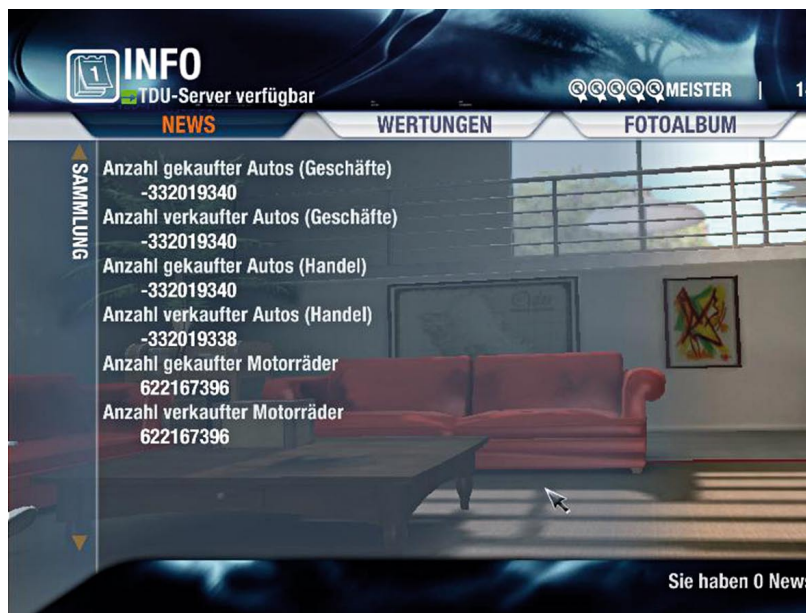 INFO
TDU-Server verfügbar
MEISTER |
NEWS WERTUNGEN FOTOALBUM
SAMMLUNG
Anzahl gekaufter Autos (Geschäfte)
-332019340
Anzahl verkaufter Autos (Geschäfte)
-332019340
Anzahl gekaufter Autos (Handel)
-332019340
Anzahl verkaufter Autos (Handel)
-332019338
Anzahl gekaufter Motorräder
622167396
Anzahl verkaufter Motorräder
622167396
Sie haben 0 News